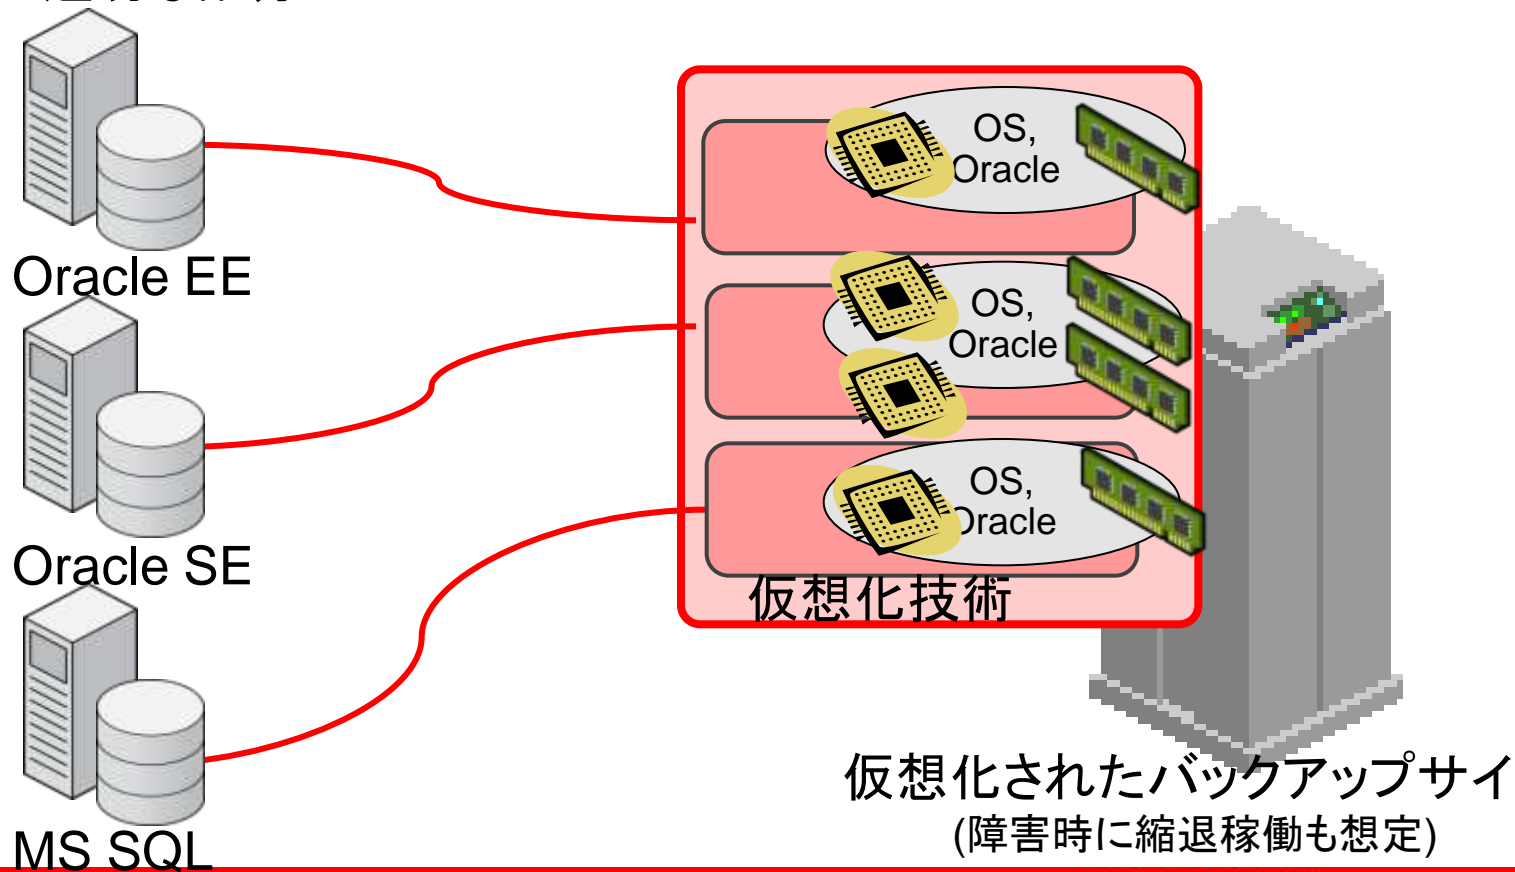 OS,
Oracle
Oracle EE
OS,
Oracle
Oracle SE
OS,
Oracle
仮想化技術
仮想化されたバックアップサイ
(障害時に縮退稼働も想定)
MS SQL